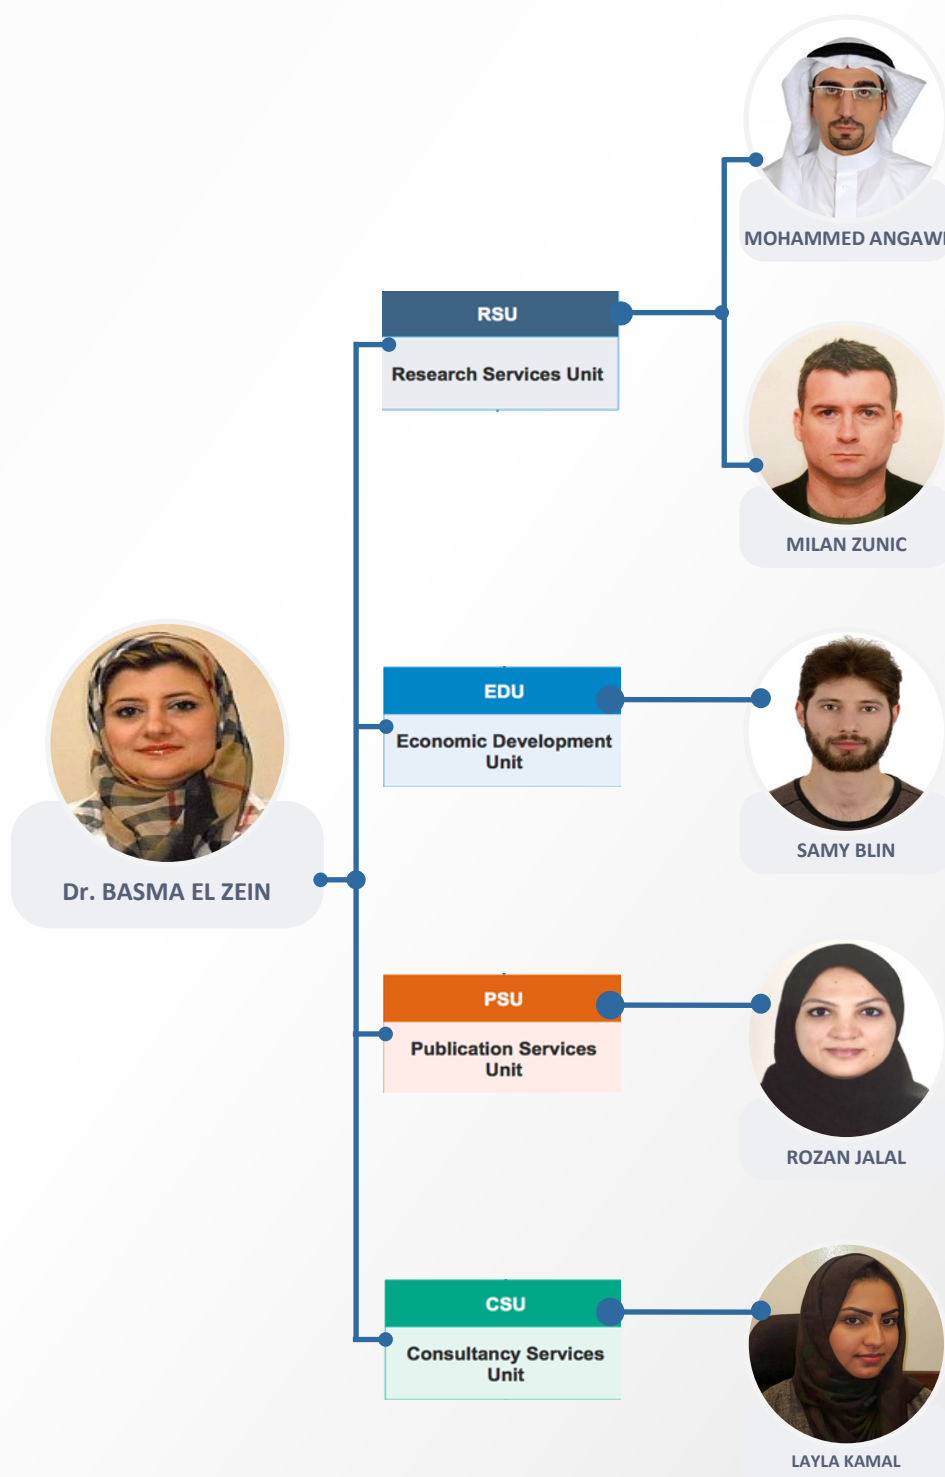 MOHAMMED ANGAWI
RSU
Research Services Unit
MILAN ZUNIC
EDU
Economic Development
Unit
SAMY BLIN
Dr. BASMA EL ZEIN
PSU
Publication Services
Unit
ROZAN JALAL
CSU
Consultancy Services
Unit
LAYLA KAMAL